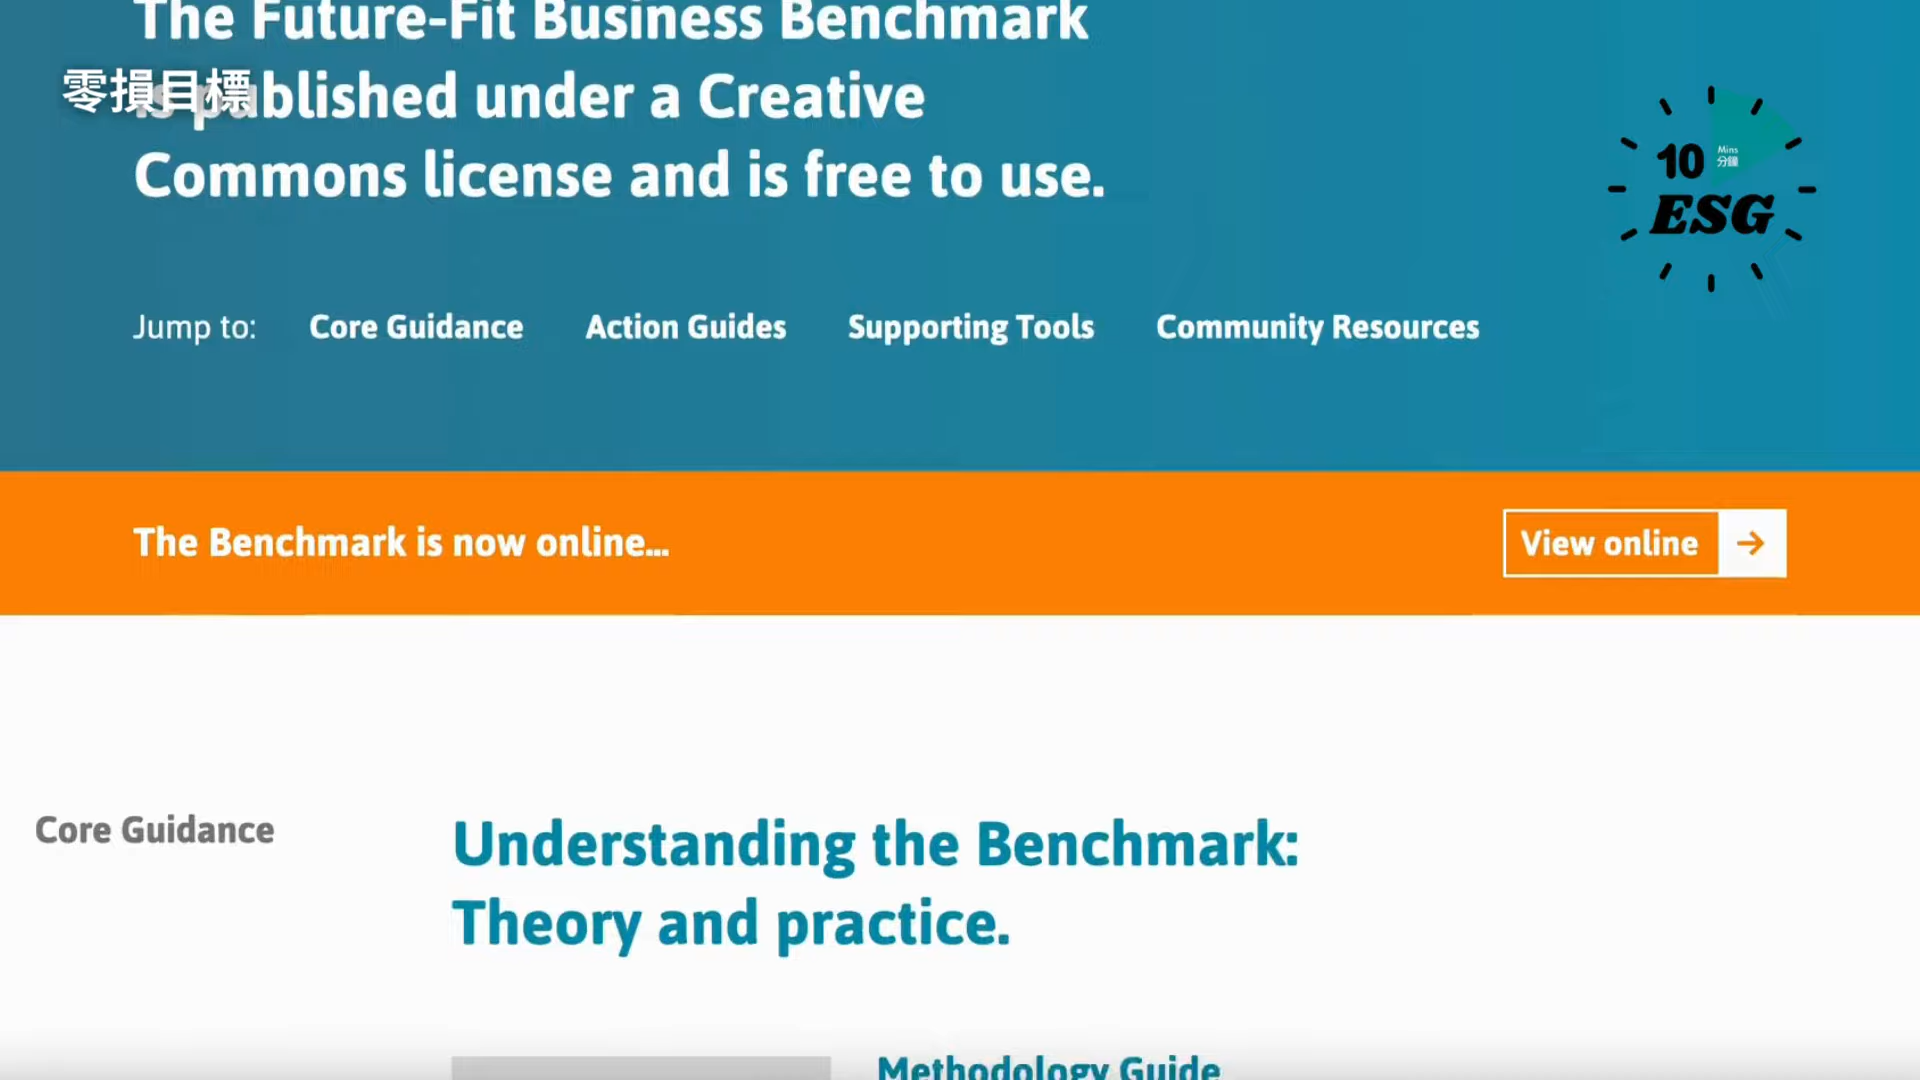 The Future-Fit Business Benchmark
零損目標
is published under a Creative
Commons license and is free to use.
10 Mins
分鐘
ESG
Jump to: Core Guidance Action Guides Supporting Tools Community Resources
The Benchmark is now online...
View online →
Core Guidance
Understanding the Benchmark:
Theory and practice.
Methodology Guide